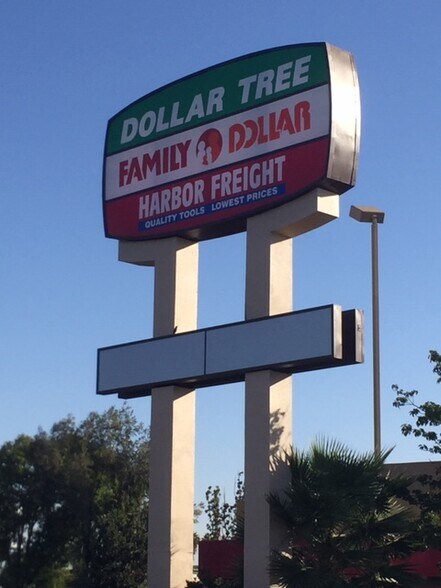 DOLLAR TREE
FAMILY DOLLAR
HARBOR FREIGHT
QUALITY TOOLS LOWEST PRICES